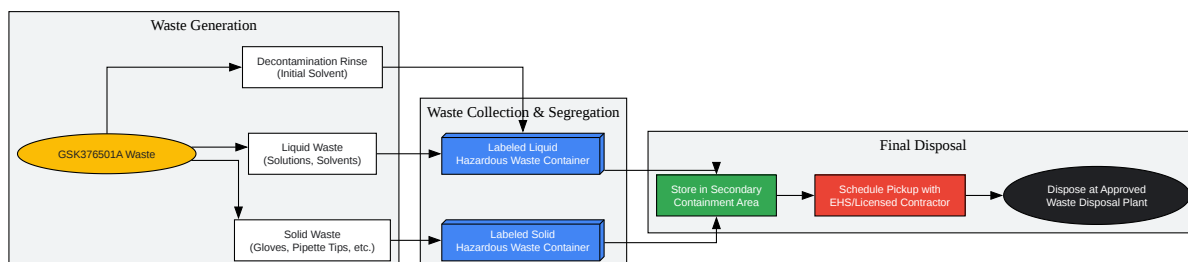 Waste Generation
Decontamination Rinse
(Initial Solvent)
GSK376501A Waste
Liquid Waste
(Solutions, Solvents)
Solid Waste
(Gloves, Pipette Tips, etc.)
Waste Collection & Segregation
Labeled Liquid
Hazardous Waste Container
Labeled Solid
Hazardous Waste Container
Final Disposal
Store in Secondary
Containment Area
Schedule Pickup with
EHS/Licensed Contractor
Dispose at Approved
Waste Disposal Plant